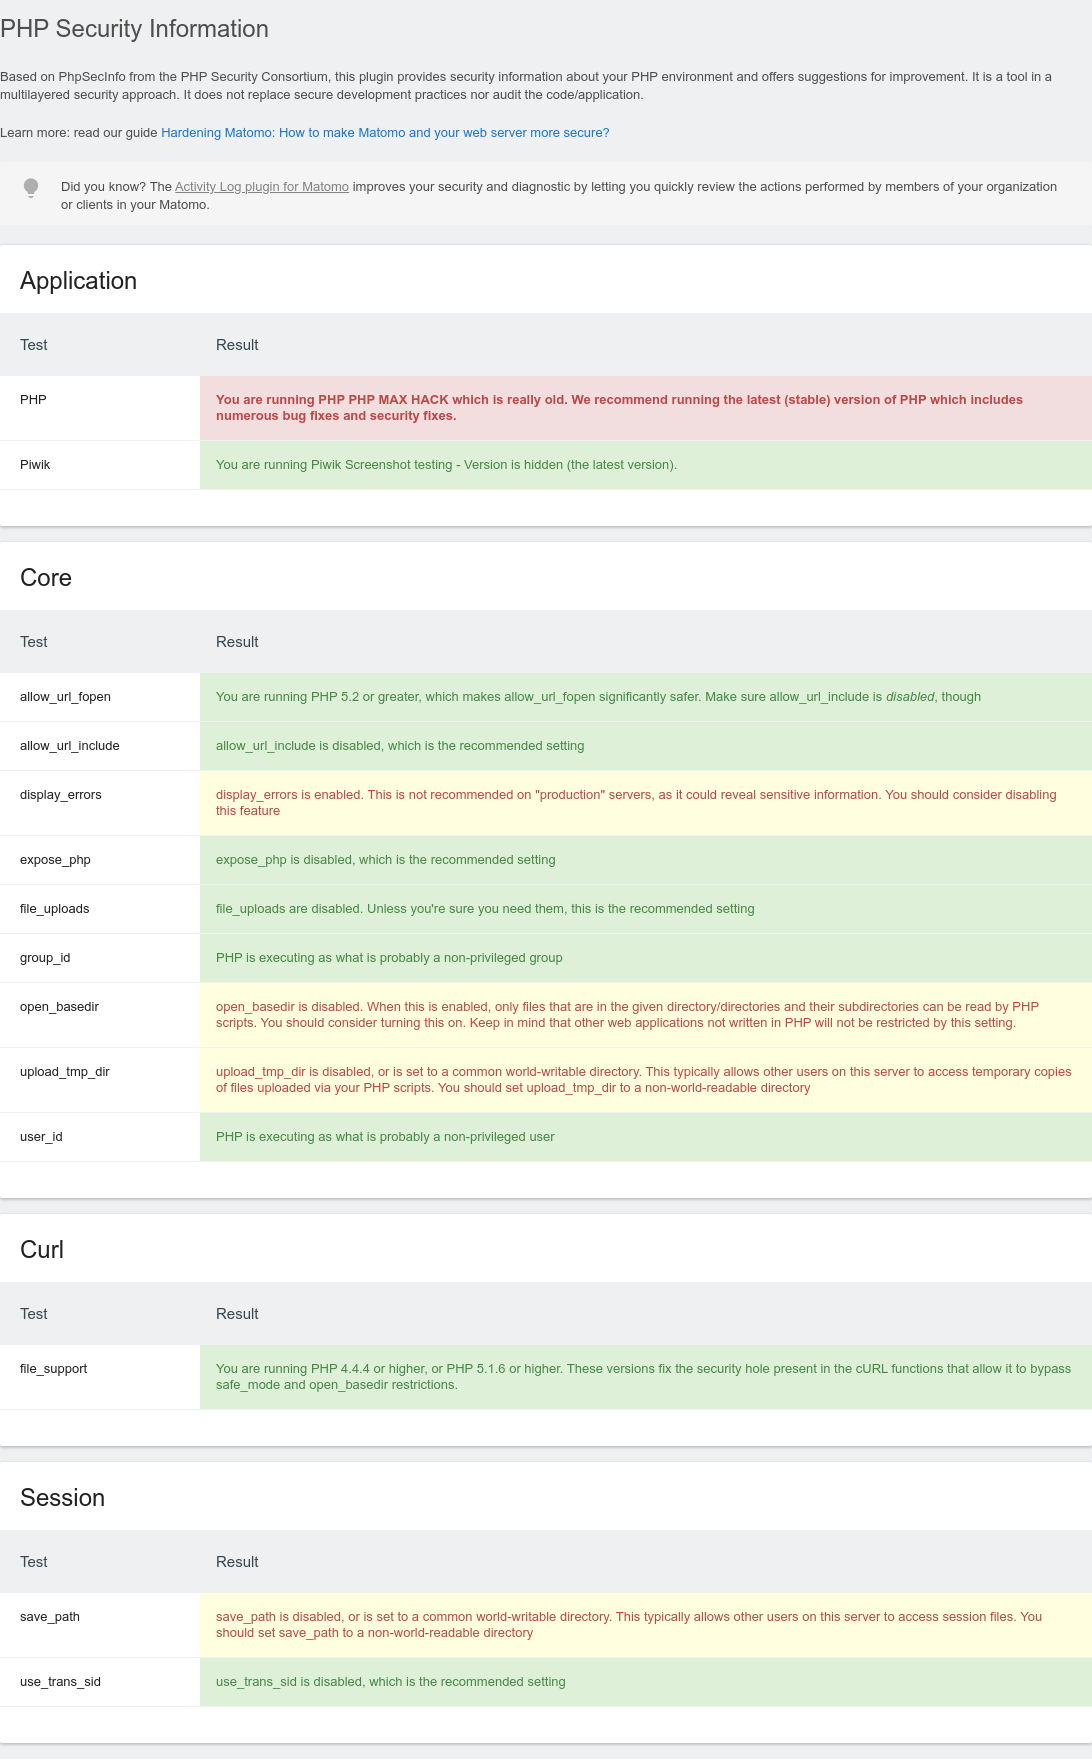 PHP Security Information
Based on PhpSecInfo from the PHP Security Consortium, this plugin provides security information about your PHP environment and offers suggestions for improvement. It is a tool in a
multilayered security approach. It does not replace secure development practices nor audit the code/application.
Learn more: read our guide Hardening Matomo: How to make Matomo and your web server more secure?
Did you know? The Activity Log plugin for Matomo improves your security and diagnostic by letting you quickly review the actions performed by members of your organization
or clients in your Matomo.
Application
Test Result
PHP You are running PHP PHP MAX HACK which is really old. We recommend running the latest (stable) version of PHP which includes
numerous bug fixes and security fixes.
Piwik You are running Piwik Screenshot testing - Version is hidden (the latest version).
Core
Test Result
allow_url_fopen You are running PHP 5.2 or greater, which makes allow_url_fopen significantly safer. Make sure allow_url_include is disabled, though
allow_url_include allow_url_include is disabled, which is the recommended setting
display_errors display_errors is enabled. This is not recommended on "production" servers, as it could reveal sensitive information. You should consider disabling
this feature
expose_php expose_php is disabled, which is the recommended setting
file_uploads file_uploads are disabled. Unless you're sure you need them, this is the recommended setting
group_id PHP is executing as what is probably a non-privileged group
open_basedir open_basedir is disabled. When this is enabled, only files that are in the given directory/directories and their subdirectories can be read by PHP
scripts. You should consider turning this on. Keep in mind that other web applications not written in PHP will not be restricted by this setting.
upload_tmp_dir upload_tmp_dir is disabled, or is set to a common world-writable directory. This typically allows other users on this server to access temporary copies
of files uploaded via your PHP scripts. You should set upload_tmp_dir to a non-world-readable directory
user_id PHP is executing as what is probably a non-privileged user
Curl
Test Result
file_support You are running PHP 4.4.4 or higher, or PHP 5.1.6 or higher. These versions fix the security hole present in the cURL functions that allow it to bypass
safe_mode and open_basedir restrictions.
Session
Test Result
save_path save_path is disabled, or is set to a common world-writable directory. This typically allows other users on this server to access session files. You
should set save_path to a non-world-readable directory
use_trans_sid use_trans_sid is disabled, which is the recommended setting